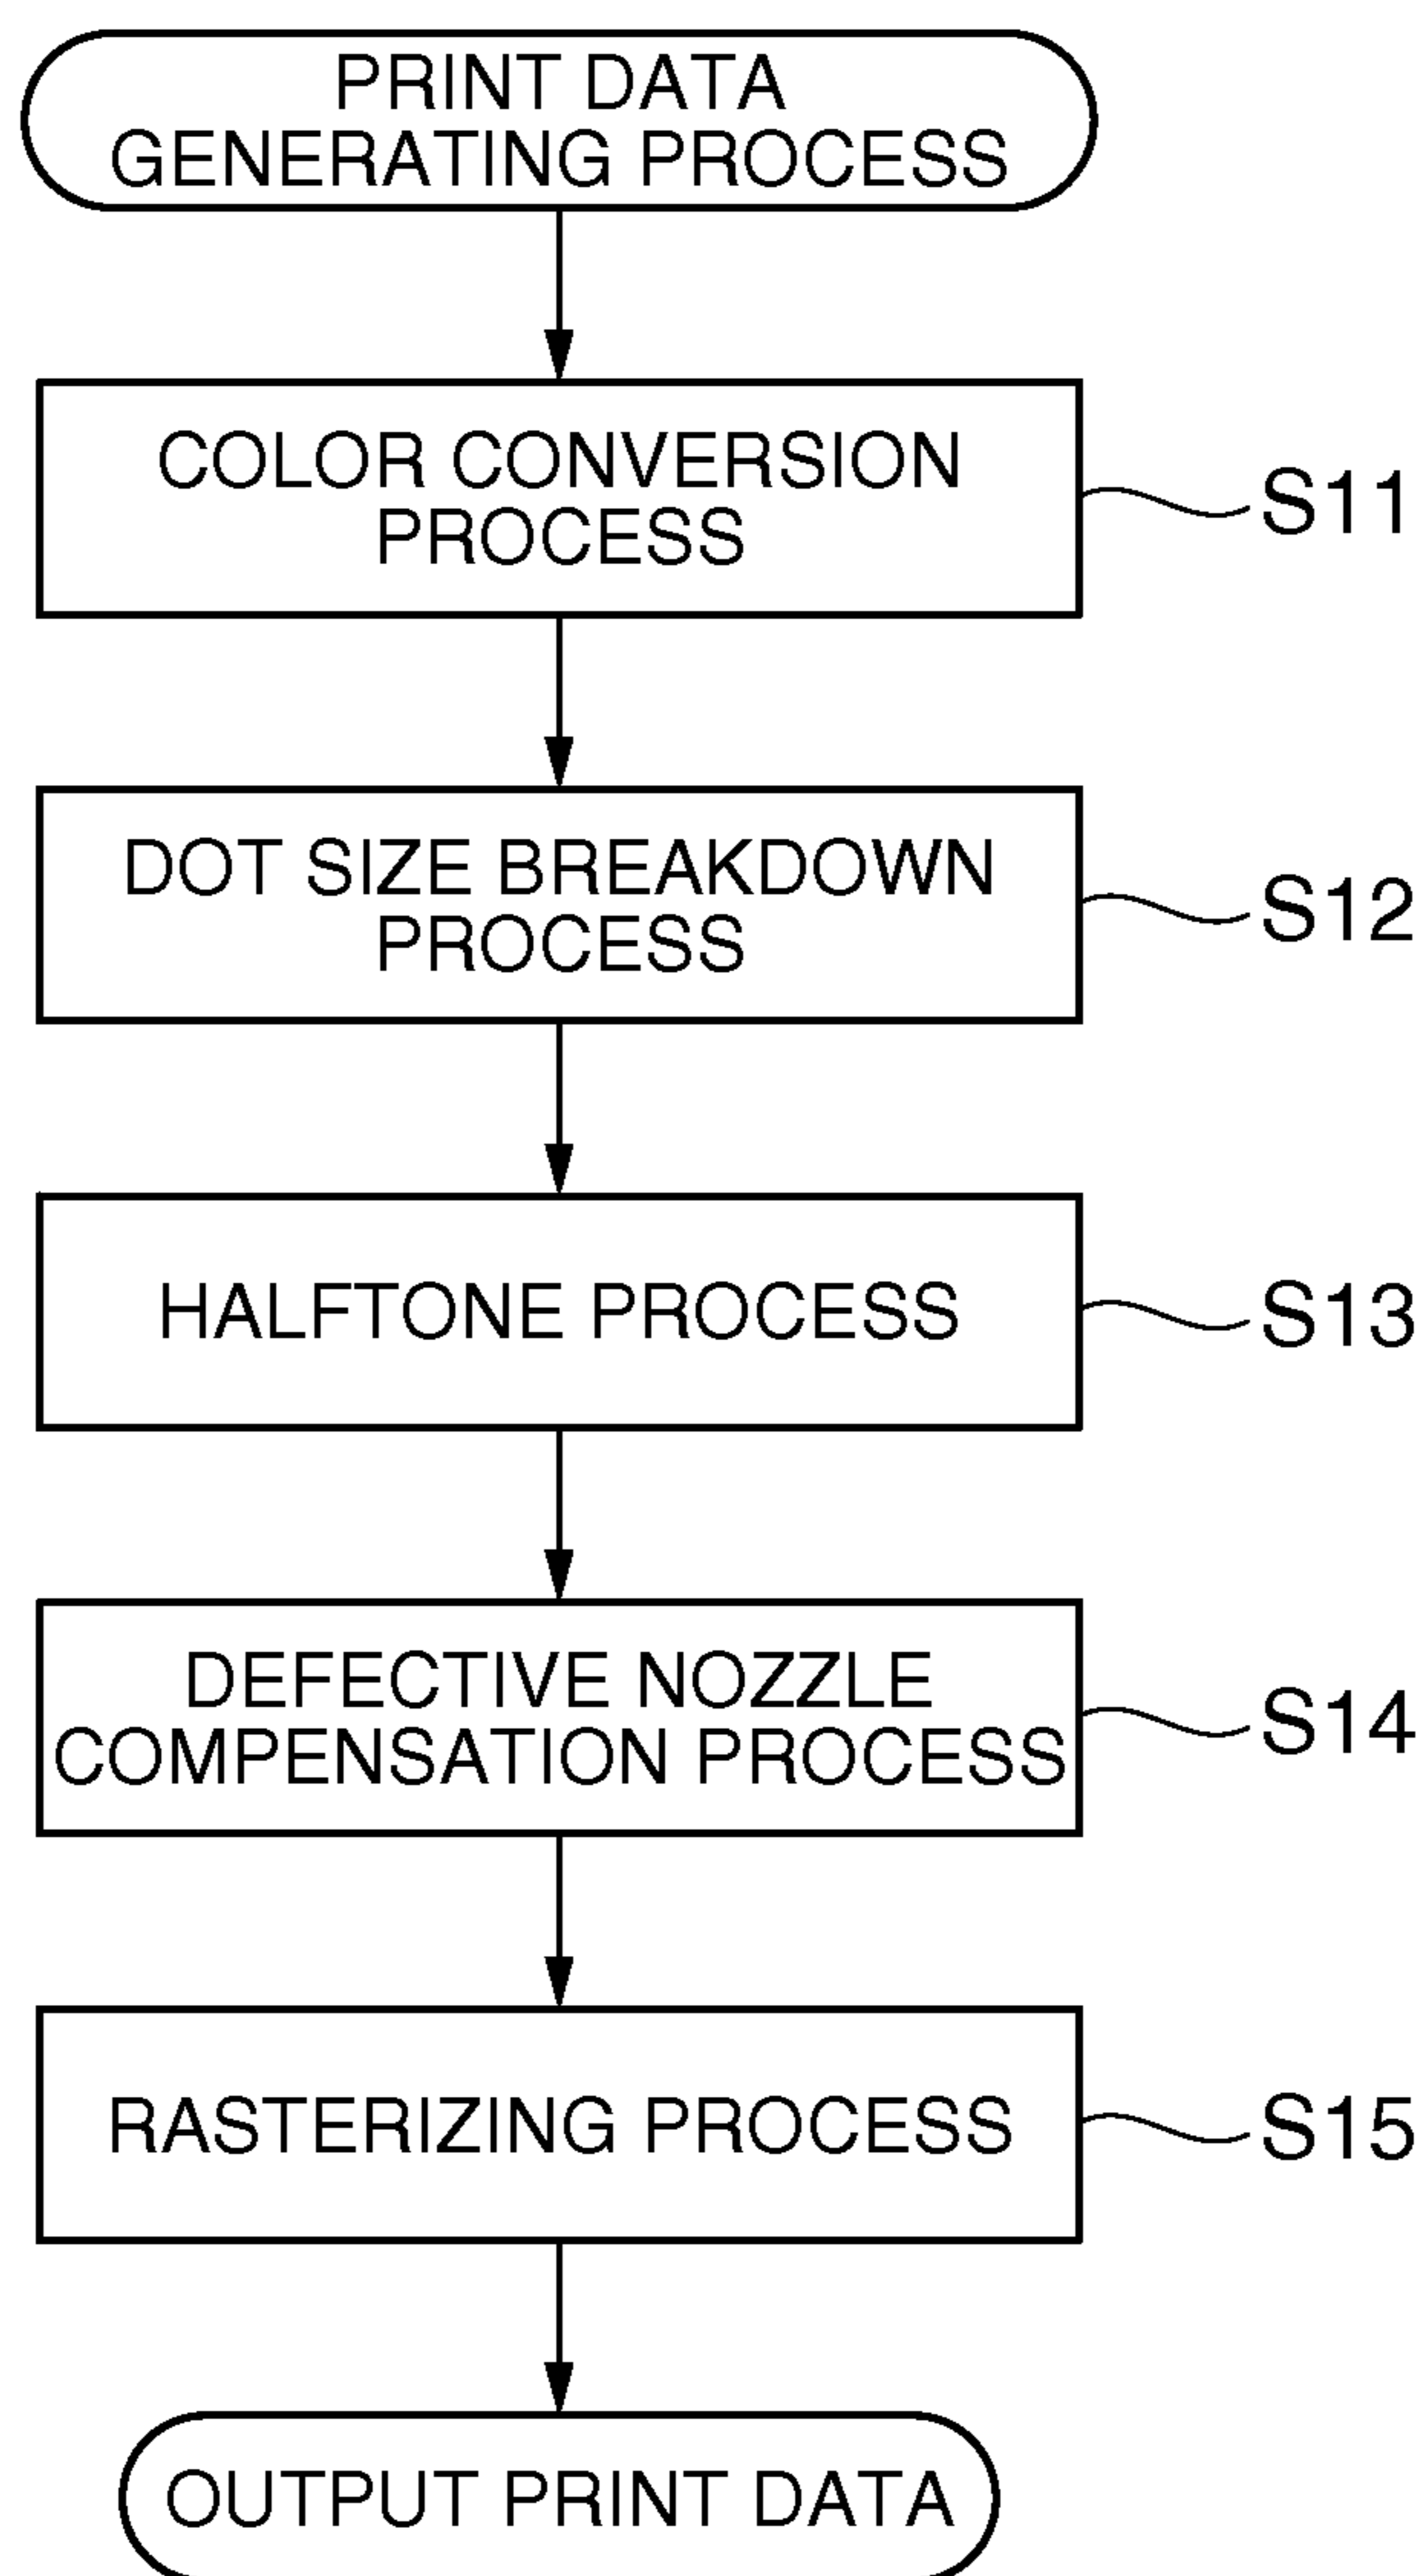 PRINT DATA
GENERATING PROCESS
COLOR CONVERSION
PROCESS
S11
DOT SIZE BREAKDOWN
PROCESS
S12
HALFTONE PROCESS
S13
DEFECTIVE NOZZLE
COMPENSATION PROCESS
S14
RASTERIZING PROCESS
S15
OUTPUT PRINT DATA